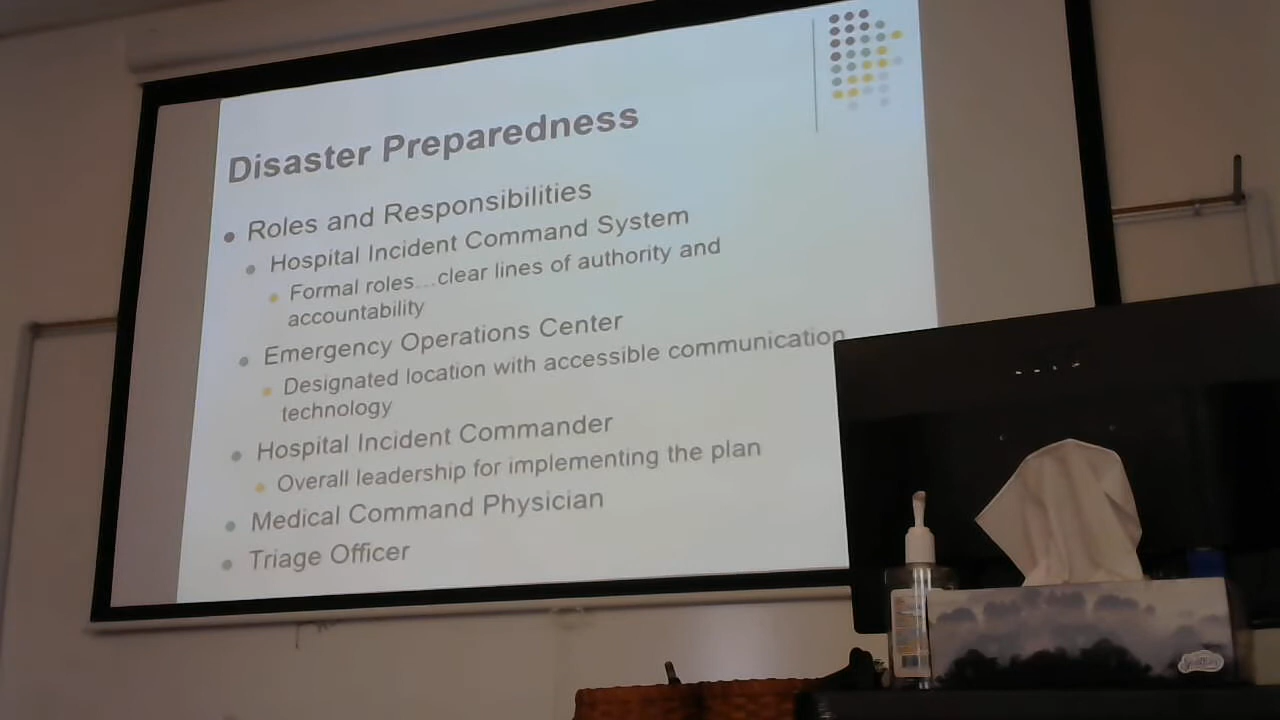 Disaster Preparedness
Roles and Responsibilities
Hospital Incident Command System
Formal roles...clear lines of authority and
accountability
Emergency Operations Center
Designated location with accessible communication
technology
Hospital Incident Commander
Overall leadership for implementing the plan
Medical Command Physician
Triage Officer